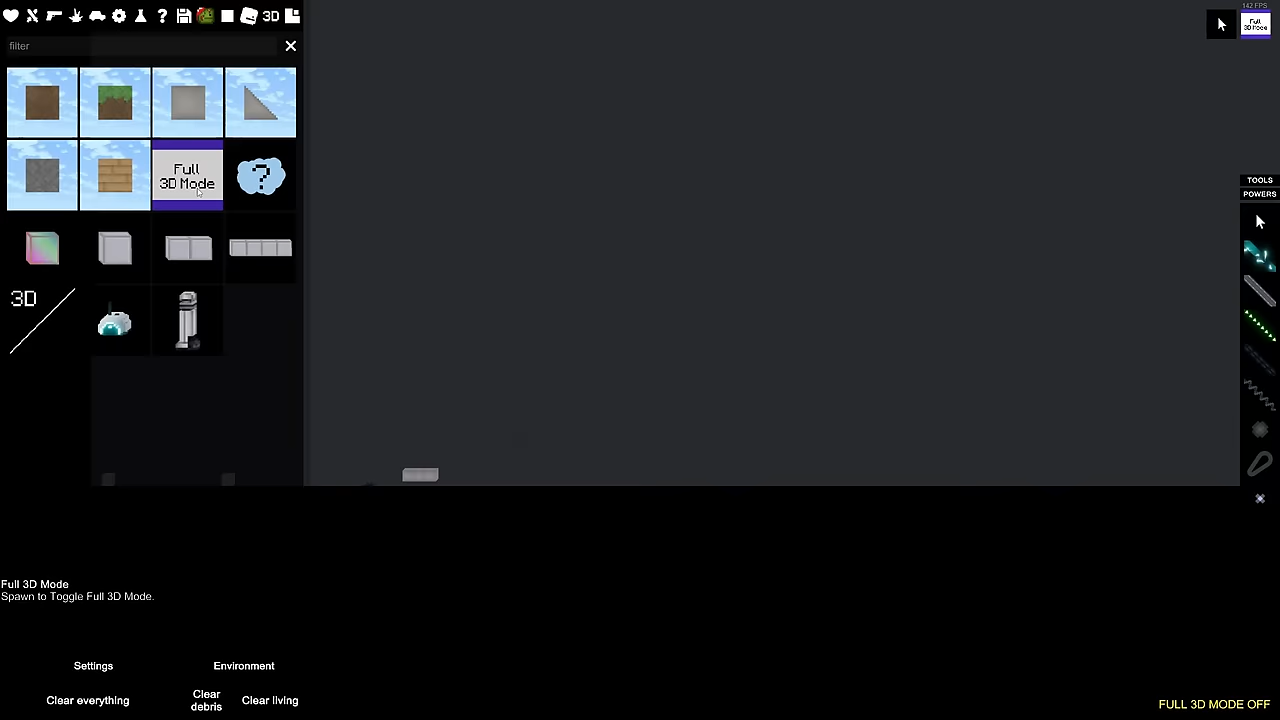 3D
142 FPS
Full
3D Mode
filter
TOOLS
POWERS
Full
3D Mode
?
3D
Full 3D Mode
Spawn to Toggle Full 3D Mode.
Settings
Environment
Clear everything
Clear
debris
Clear living
FULL 3D MODE OFF